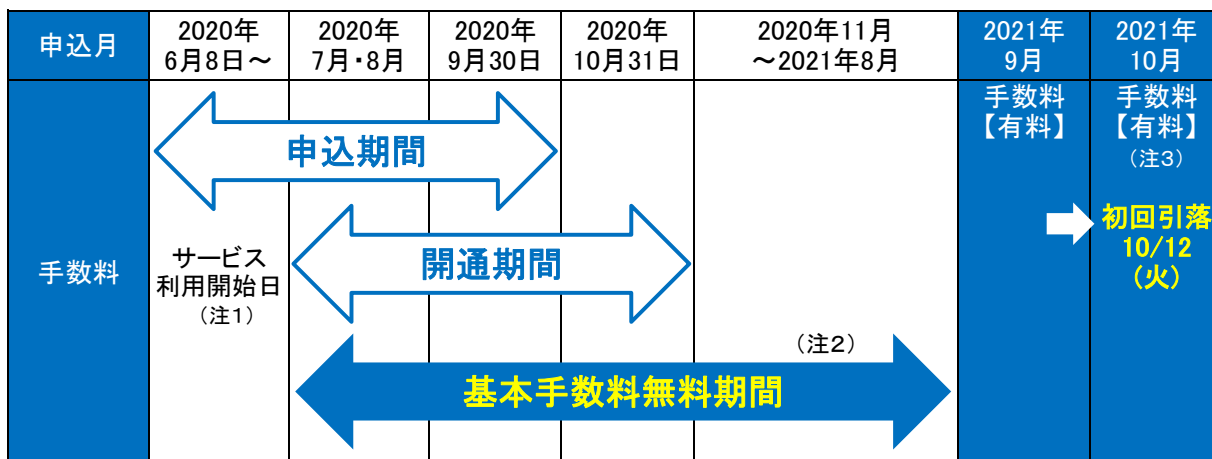 申込月
2020年
6月8日～
2020年
7月・8月
2020年
9月30日
2020年
10月31日
2020年11月
～2021年8月
2021年
9月
2021年
10月
手数料
申込期間
サービス
利用開始日
（注1）
開通期間
（注2）
基本手数料無料期間
手数料
【有料】
手数料
【有料】
（注3）
初回引落
10/12
(火)